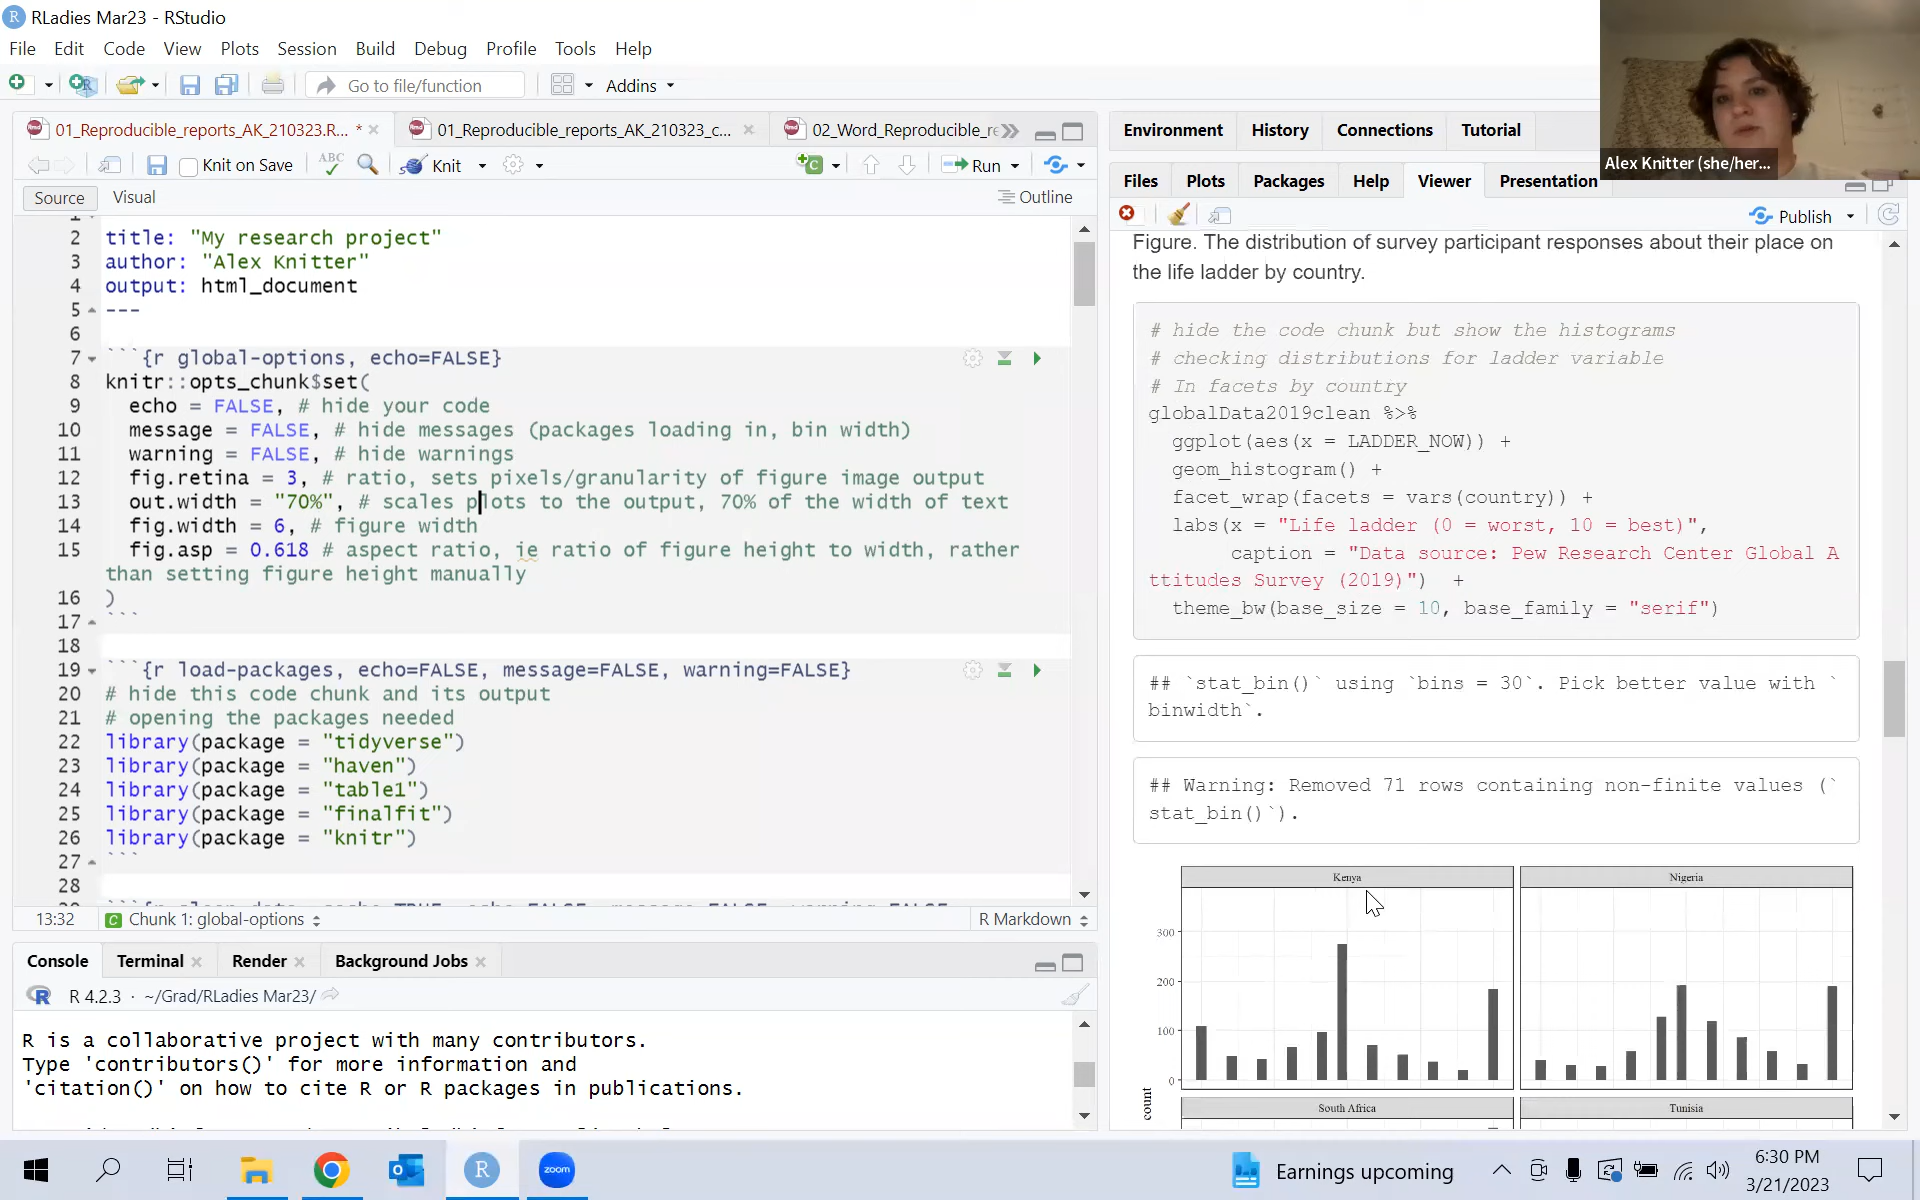 RLadies Mar23 - RStudio
File Edit Code View Plots Session Build Debug Profile Tools Help
Go to file/function
Addins
01_Reproducible_reports_AK_210323.R... *
01_Reproducible_reports_AK_210323_c...
02_Word_Reproducible_re
Knit on Save
ABC
Knit
Run
Source
Visual
Outline
1
2 title: "My research project"
3 author: "Alex Knitter"
4 output: html_document
5 ---
6
7 ```{r global-options, echo=FALSE}
8 knitr::opts_chunk$set(
9 echo = FALSE, # hide your code
10 message = FALSE, # hide messages (packages loading in, bin width)
11 warning = FALSE, # hide warnings
12 fig.retina = 3, # ratio, sets pixels/granularity of figure image output
13 out.width = "70%", # scales plots to the output, 70% of the width of text
14 fig.width = 6, # figure width
15 fig.asp = 0.618 # aspect ratio, ie ratio of figure height to width, rather
than setting figure height manually
16 )
17 ```
18
19 ```{r load-packages, echo=FALSE, message=FALSE, warning=FALSE}
20 # hide this code chunk and its output
21 # opening the packages needed
22 library(package = "tidyverse")
23 library(package = "haven")
24 library(package = "table1")
25 library(package = "finalfit")
26 library(package = "knitr")
27 ```
28
13:32
Chunk 1: global-options
R Markdown
Console
Terminal
Render
Background Jobs
R 4.2.3 · ~/Grad/RLadies Mar23/
R is a collaborative project with many contributors.
Type 'contributors()' for more information and
'citation()' on how to cite R or R packages in publications.
Environment
History
Connections
Tutorial
Files
Plots
Packages
Help
Viewer
Presentation
Alex Knitter (she/her...
Publish
Figure. The distribution of survey participant responses about their place on
the life ladder by country.
# hide the code chunk but show the histograms
# checking distributions for ladder variable
# In facets by country
globalData2019clean %>%
ggplot(aes(x = LADDER_NOW)) +
geom_histogram() +
facet_wrap(facets = vars(country)) +
labs(x = "Life ladder (0 = worst, 10 = best)",
caption = "Data source: Pew Research Center Global A
ttitudes Survey (2019)") +
theme_bw(base_size = 10, base_family = "serif")
## `stat_bin()` using `bins = 30`. Pick better value with `
binwidth`.
## Warning: Removed 71 rows containing non-finite values (`
stat_bin()`).
Kenya
Nigeria
300
200
100
0
count
South Africa
Tunisia
zoom
Earnings upcoming
6:30 PM
3/21/2023